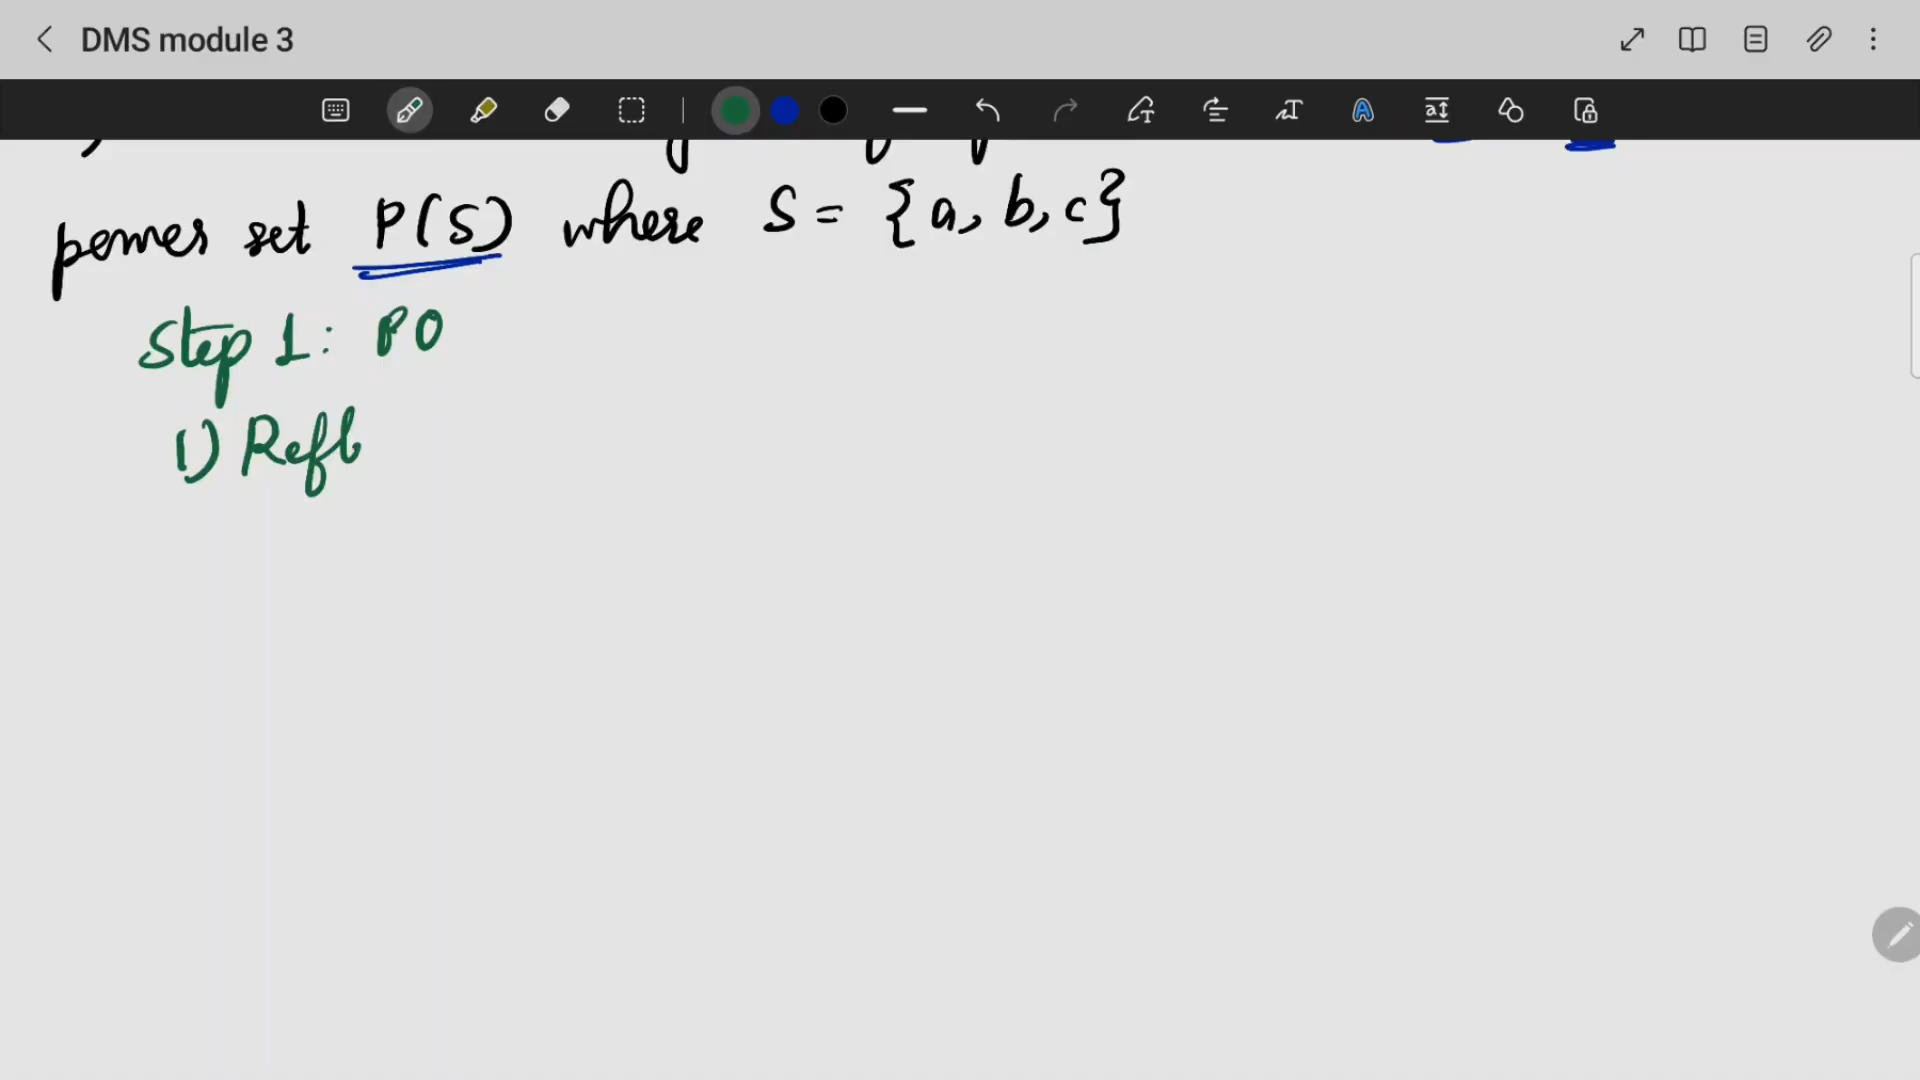 DMS module 3
power set P(S) where S = {a, b, c}
Step 1: PO
1) Refl